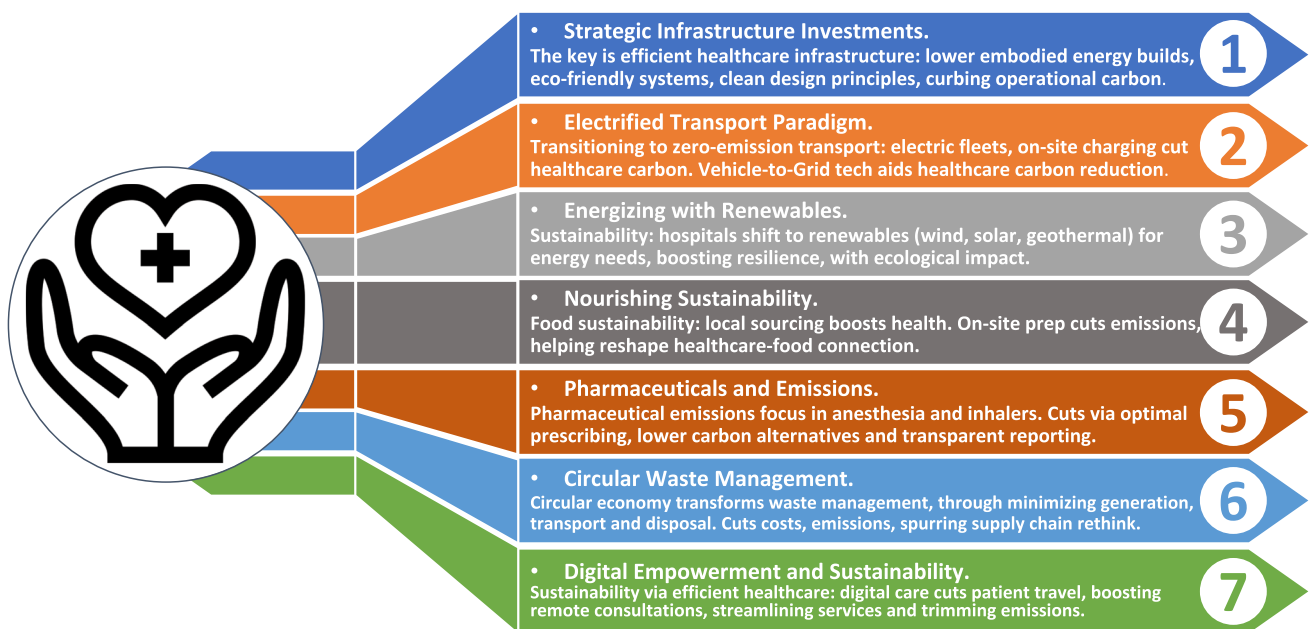 • Strategic Infrastructure Investments.
The key is efficient healthcare infrastructure: lower embodied energy builds,
eco-friendly systems, clean design principles, curbing operational carbon.
1
• Electrified Transport Paradigm.
Transitioning to zero-emission transport: electric fleets, on-site charging cut
healthcare carbon. Vehicle-to-Grid tech aids healthcare carbon reduction.
2
• Energizing with Renewables.
Sustainability: hospitals shift to renewables (wind, solar, geothermal) for
energy needs, boosting resilience, with ecological impact.
3
• Nourishing Sustainability.
Food sustainability: local sourcing boosts health. On-site prep cuts emissions,
helping reshape healthcare-food connection.
4
• Pharmaceuticals and Emissions.
Pharmaceutical emissions focus in anesthesia and inhalers. Cuts via optimal
prescribing, lower carbon alternatives and transparent reporting.
5
• Circular Waste Management.
Circular economy transforms waste management, through minimizing generation,
transport and disposal. Cuts costs, emissions, spurring supply chain rethink.
6
• Digital Empowerment and Sustainability.
Sustainability via efficient healthcare: digital care cuts patient travel, boosting
remote consultations, streamlining services and trimming emissions.
7